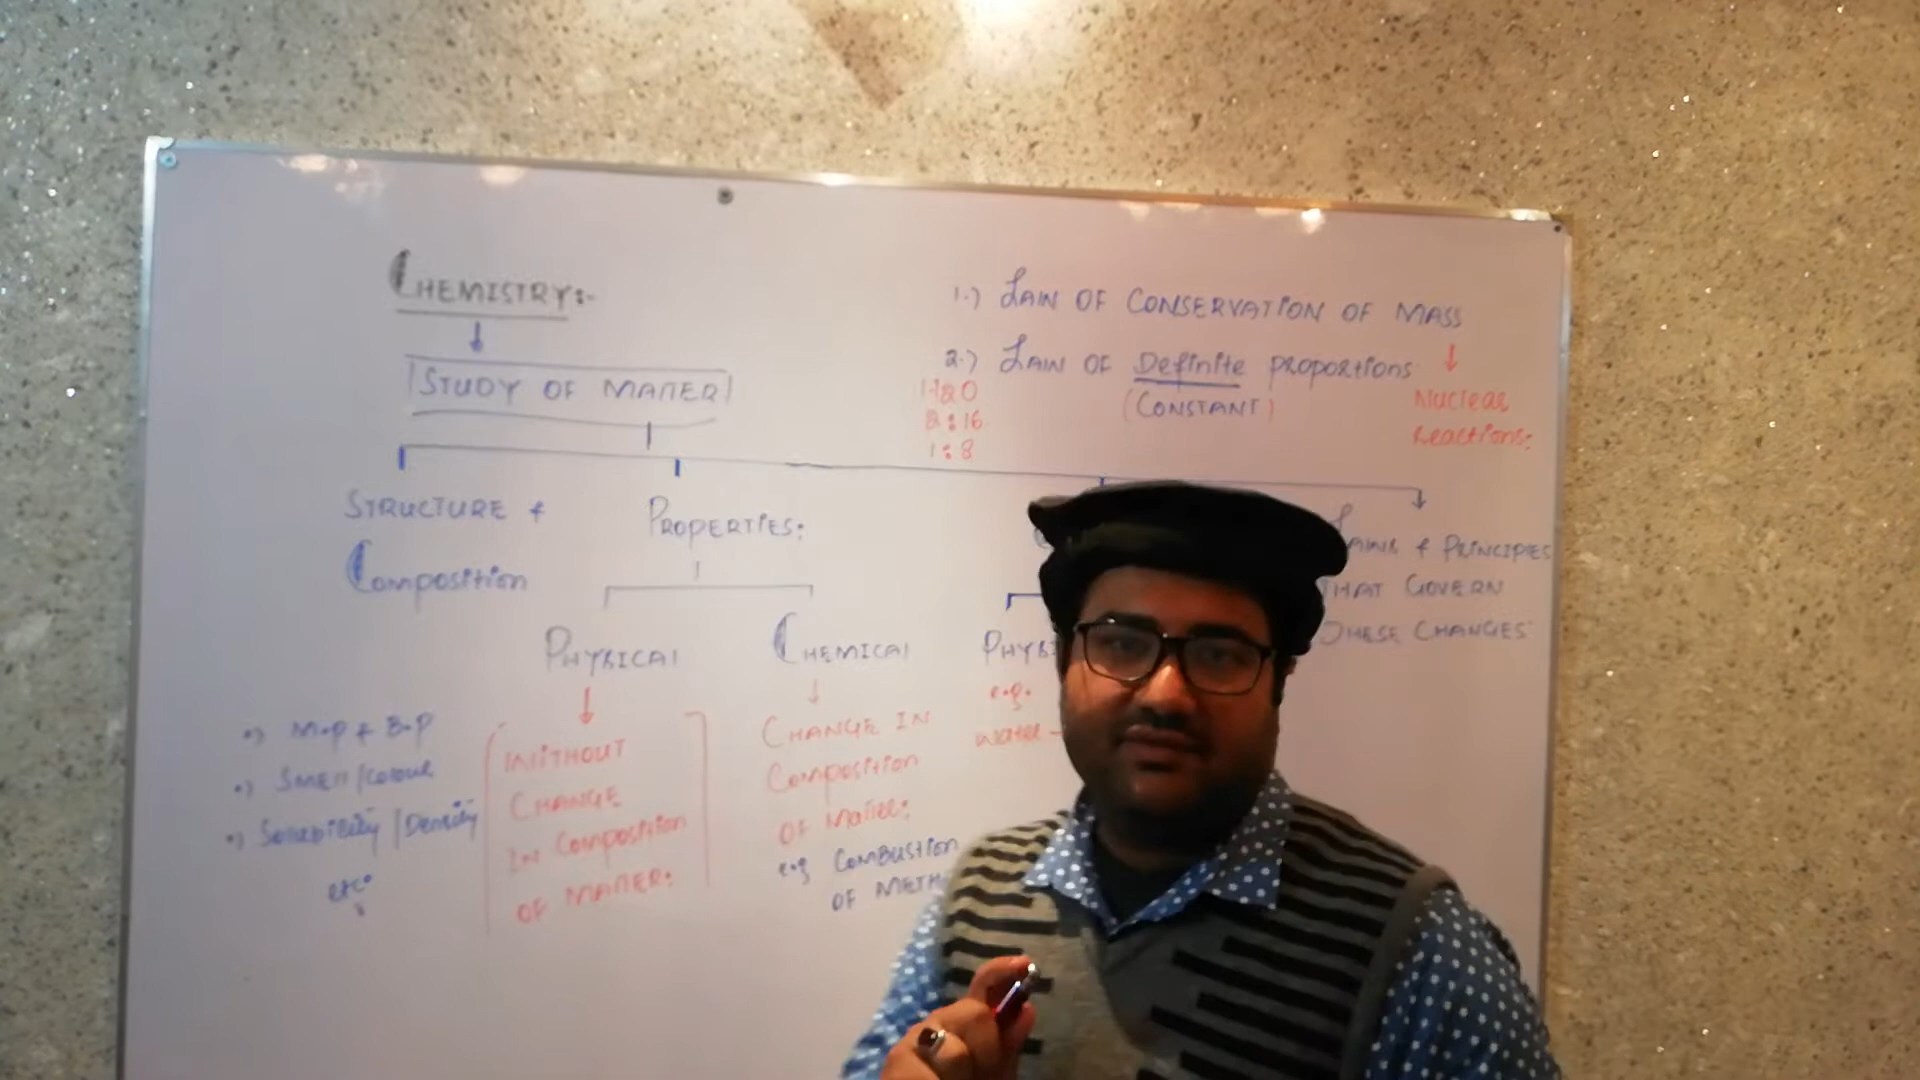 CHEMISTRY:-
STUDY OF MATTER
STRUCTURE &
COMPOSITION
PROPERTIES:
PHYSICAL
CHEMICAL
•) M.P & B.P
•) SMELL/COLOUR
•) SOLUBILITY/DENSITY
etc.
WITHOUT
CHANGE
IN COMPOSITION
OF MATTER:
CHANGE IN
COMPOSITION
OF MATTER:
e.g COMBUSTION
OF METH
1.) LAW OF CONSERVATION OF MASS
2.) LAW OF Definite PROPORTIONS
(CONSTANT)
H2O
2:16
1:8
NUCLEAR
REACTIONS:
PHYSI
e.g.
WATER -
LAWS & PRINCIPLES
THAT GOVERN
THESE CHANGES